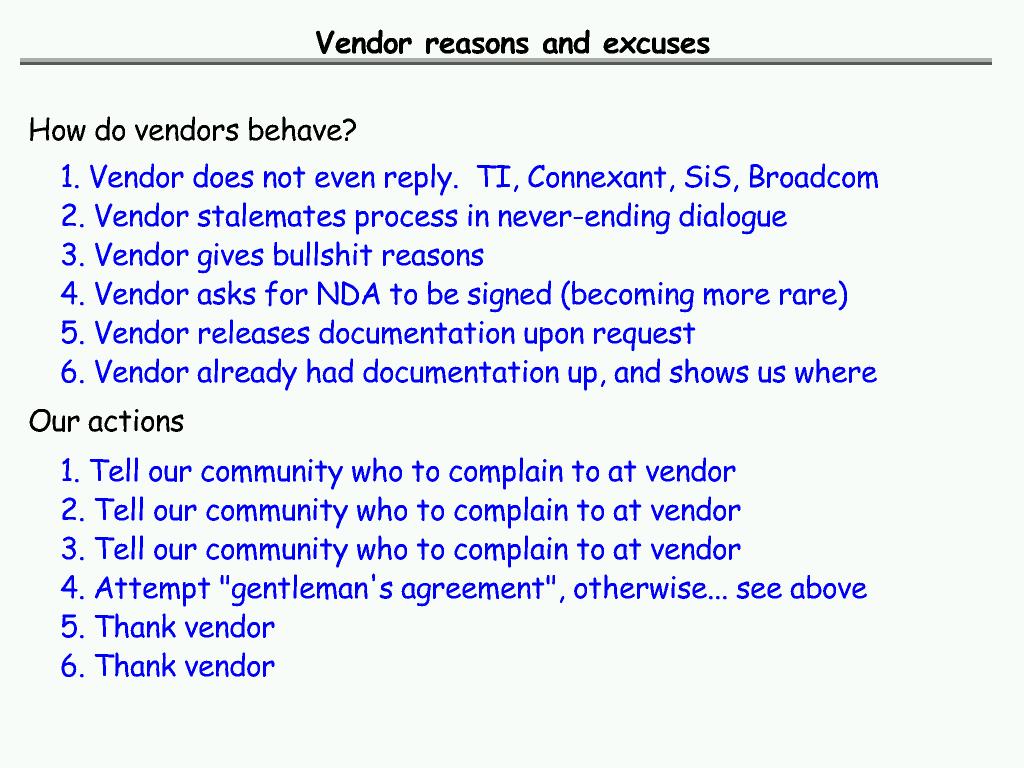 Vendor reasons and excuses
How do vendors behave?
1. Vendor does not even reply.  TI, Connexant, SiS, Broadcom
2. Vendor stalemates process in never-ending dialogue
3. Vendor gives bullshit reasons
4. Vendor asks for NDA to be signed (becoming more rare)
5. Vendor releases documentation upon request
6. Vendor already had documentation up, and shows us where
Our actions
1. Tell our community who to complain to at vendor
2. Tell our community who to complain to at vendor
3. Tell our community who to complain to at vendor
4. Attempt "gentleman's agreement", otherwise... see above
5. Thank vendor
6. Thank vendor